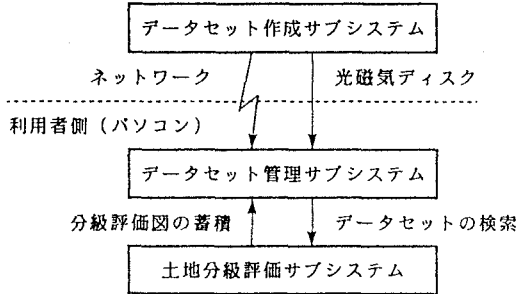 データセット作成サブシステム
ネットワーク 光磁気ディスク
利用者側(パソコン)
データセット管理サブシステム
分級評価図の蓄積 データセットの検索
土地分級評価サブシステム